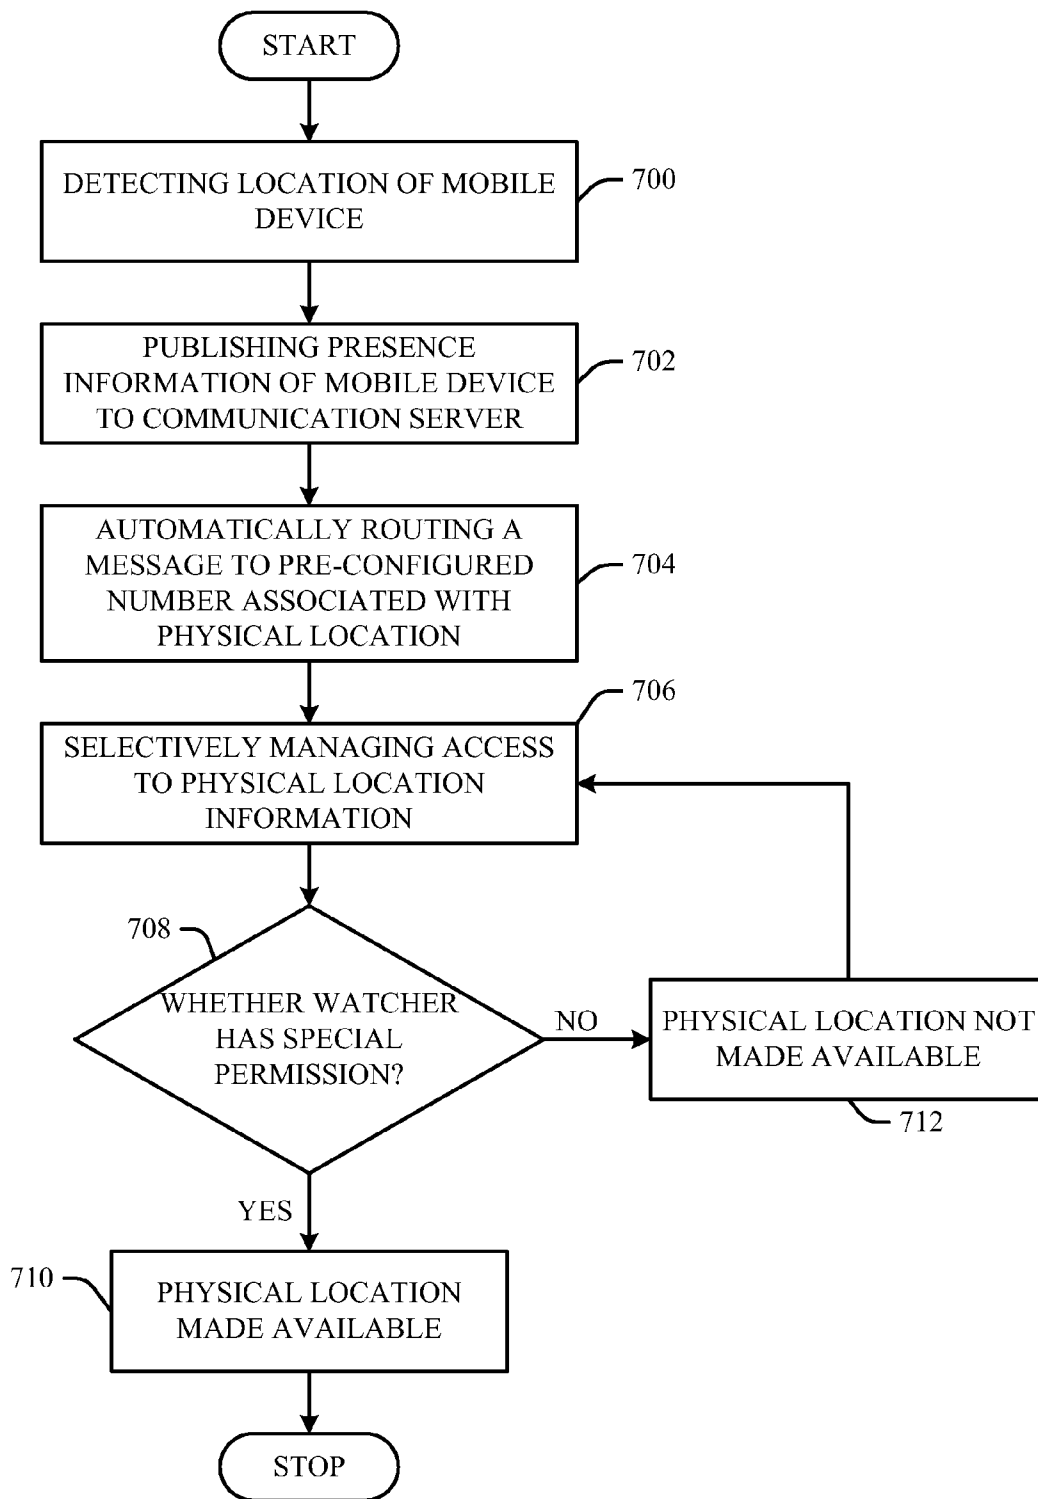 START
DETECTING LOCATION OF MOBILE
DEVICE
700
PUBLISHING PRESENCE
INFORMATION OF MOBILE DEVICE
TO COMMUNICATION SERVER
702
AUTOMATICALLY ROUTING A
MESSAGE TO PRE-CONFIGURED
NUMBER ASSOCIATED WITH
PHYSICAL LOCATION
704
706
SELECTIVELY MANAGING ACCESS
TO PHYSICAL LOCATION
INFORMATION
708
WHETHER WATCHER
HAS SPECIAL
PERMISSION?
NO
PHYSICAL LOCATION NOT
MADE AVAILABLE
712
YES
710
PHYSICAL LOCATION
MADE AVAILABLE
STOP